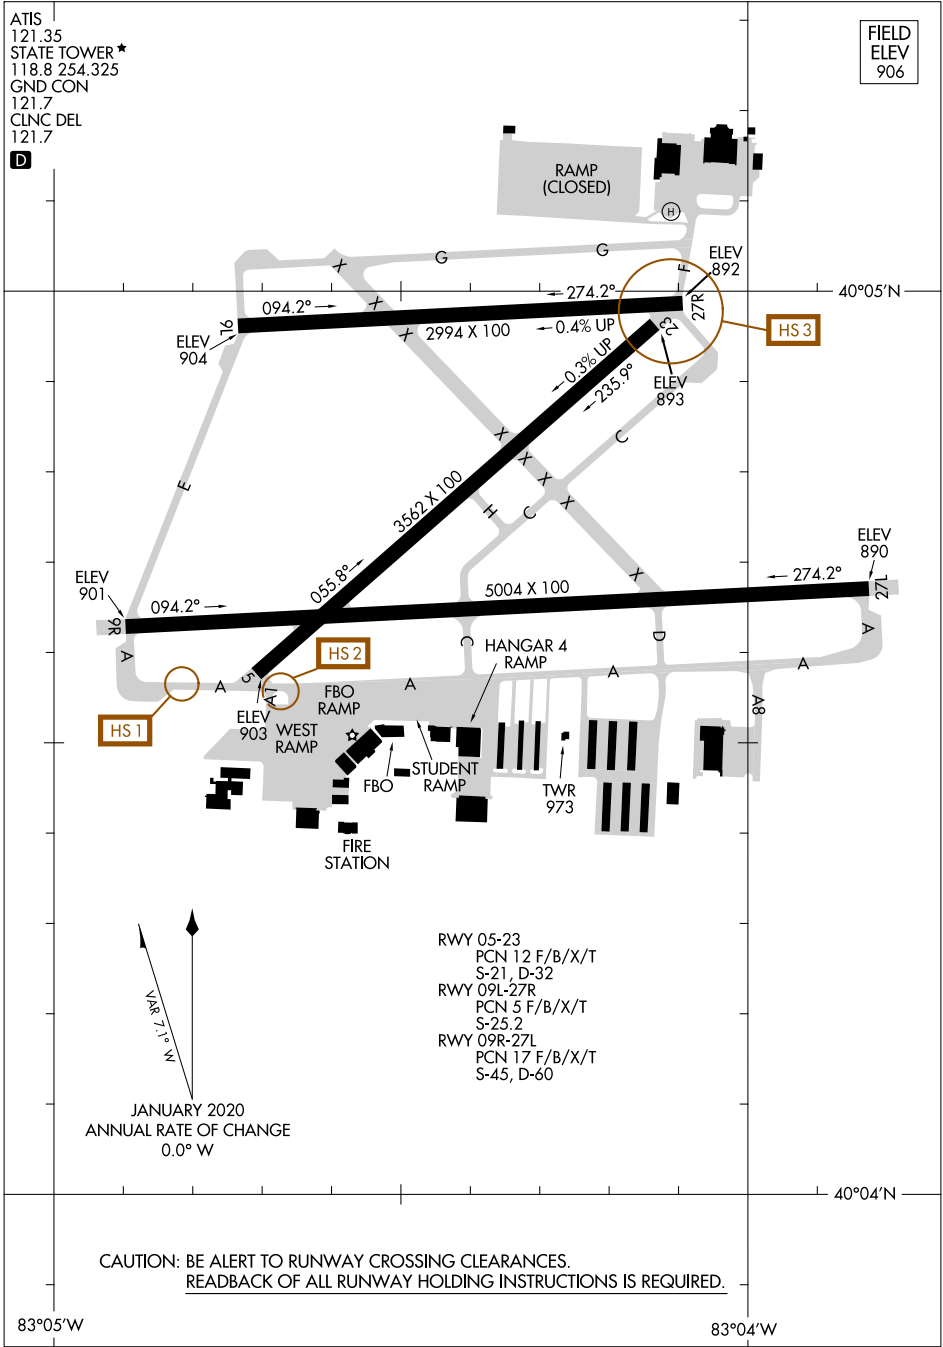 ATIS
121.35
STATE TOWER★
118.8 254.325
GND CON
121.7
CLNC DEL
121.7
D
FIELD
ELEV
906
RAMP
(CLOSED)
H
G
G
F
ELEV
892
40°05'N
X
X
X
094.2°
274.2°
27R
9L
2994 X 100
0.4% UP
23
HS 3
ELEV
904
0.3% UP
235.9°
ELEV
893
C
X
X
X
X
E
3562 X 100
H
C
ELEV
890
ELEV
901
055.8°
X
094.2°
5004 X 100
274.2°
27L
9R
A
C
D
A
HANGAR 4
RAMP
HS 2
A
A
A
A
5
A1
A8
FBO
RAMP
HS 1
ELEV
903
WEST
RAMP
FBO
STUDENT
RAMP
TWR
973
FIRE
STATION
VAR 7.1° W
JANUARY 2020
ANNUAL RATE OF CHANGE
0.0° W
RWY 05-23
PCN 12 F/B/X/T
S-21, D-32
RWY 09L-27R
PCN 5 F/B/X/T
S-25.2
RWY 09R-27L
PCN 17 F/B/X/T
S-45, D-60
40°04'N
CAUTION: BE ALERT TO RUNWAY CROSSING CLEARANCES.
READBACK OF ALL RUNWAY HOLDING INSTRUCTIONS IS REQUIRED.
83°05'W
83°04'W